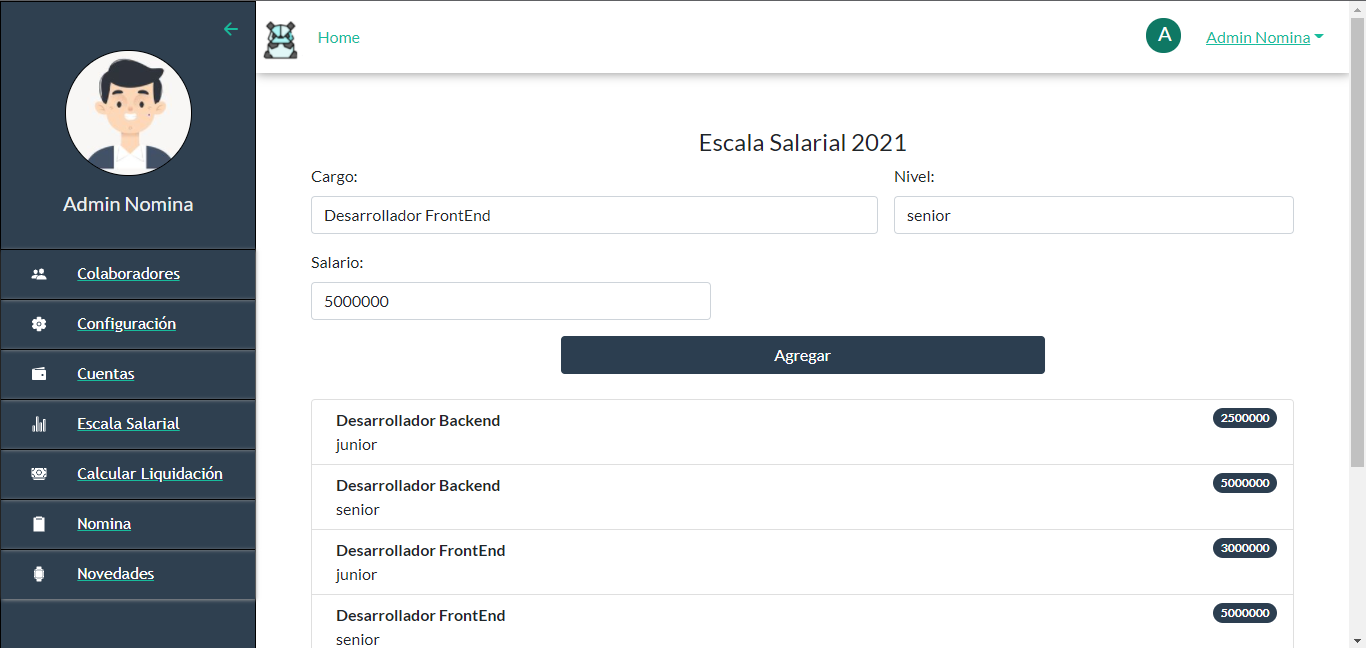 Home
A
Admin Nomina
Admin Nomina
Colaboradores
Configuración
Cuentas
Escala Salarial
Calcular Liquidación
Nomina
Novedades
Escala Salarial 2021
Cargo:
Nivel:
Desarrollador FrontEnd
senior
Salario:
5000000
Agregar
Desarrollador Backend
2500000
junior
Desarrollador Backend
5000000
senior
Desarrollador FrontEnd
3000000
junior
Desarrollador FrontEnd
5000000
senior